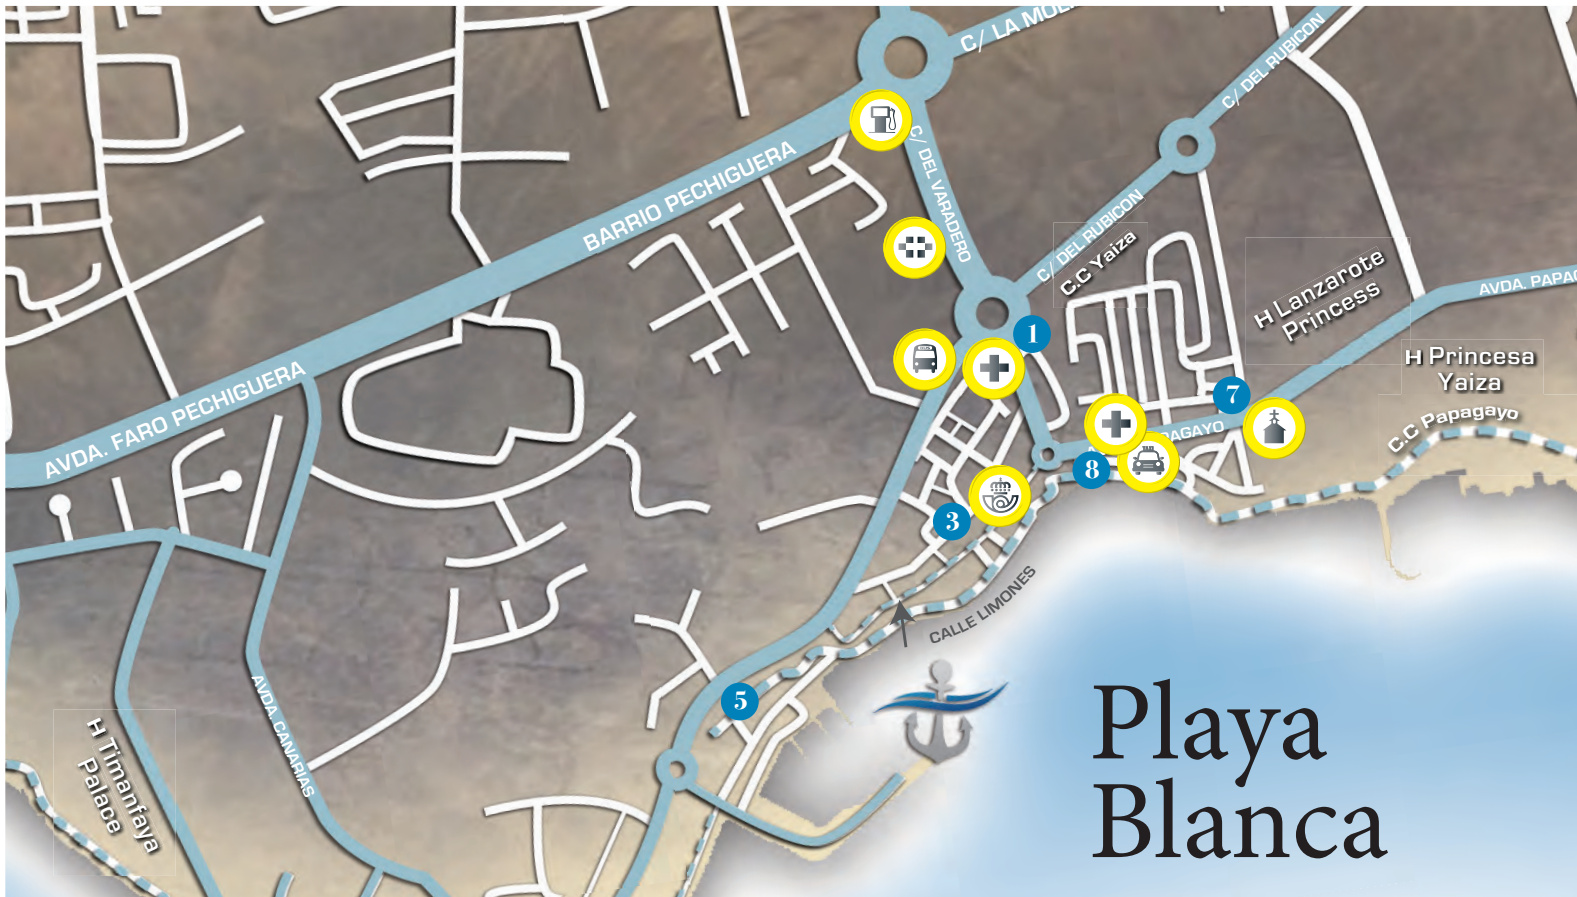 C/ LA MOL
C/ DEL RUBICON
C/ DEL VARADERO
BARRIO PECHIGUERA
C/ DEL RUBICON
C.C Yaiza
H Lanzarote
Princess
AVDA. PAPAG
1
H Princesa
Yaiza
AVDA. FARO PECHIGUERA
7
C.C Papagayo
PAGAYO
8
3
CALLE LIMONES
5
AVDA. CANARIAS
H Timanfaya
Palace
Playa
Blanca